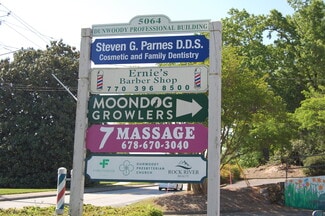 5064
DUNWOODY PROFESSIONAL BUILDING
Steven G. Parnes D.D.S.
Cosmetic and Family Dentistry
Ernie's
Barber Shop
770 396 8500
MOONDOG
GROWLERS
7 MASSAGE
678-670-3040
DUNWOODY
PRESBYTERIAN
CHURCH
ROCK RIVER